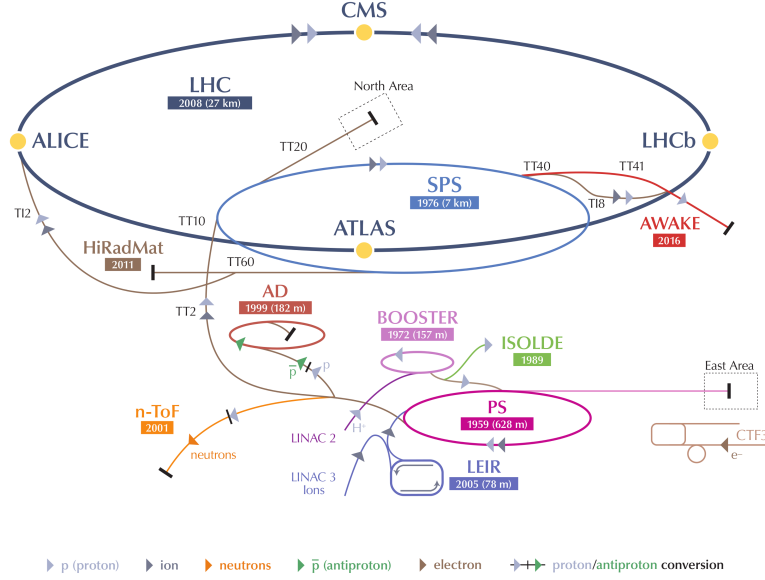 CMS
LHC
2008 (27 km)
North Area
ALICE
LHCb
TT20
TT40
TT41
SPS
1976 (7 km)
TI8
TI2
TT10
ATLAS
AWAKE
2016
HiRadMat
2011
TT60
AD
1999 (182 m)
TT2
BOOSTER
1972 (157 m)
ISOLDE
1989
p
p̅
East Area
n-ToF
2001
PS
1959 (628 m)
H⁺
LINAC 2
neutrons
CTF3
e–
LEIR
2005 (78 m)
LINAC 3
Ions
p (proton)
ion
neutrons
p̅ (antiproton)
electron
proton/antiproton conversion